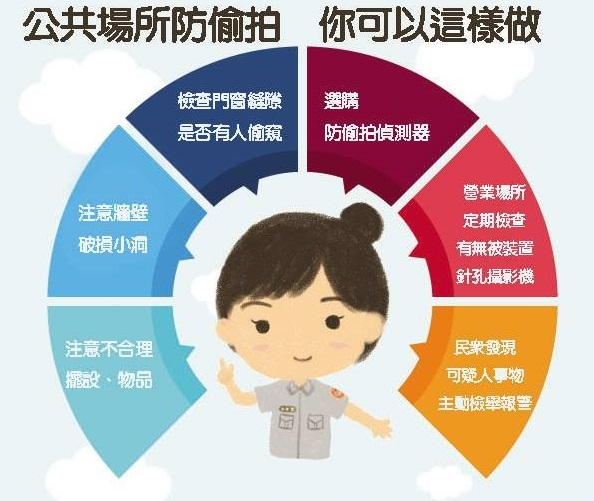 公共場所防偷拍 你可以這樣做
檢查門窗縫隙
是否有人偷窺
選購
防偷拍偵測器
注意牆壁
破損小洞
營業場所
定期檢查
有無被裝置
針孔攝影機
注意不合理
擺設、物品
民眾發現
可疑人事物
主動檢舉報警